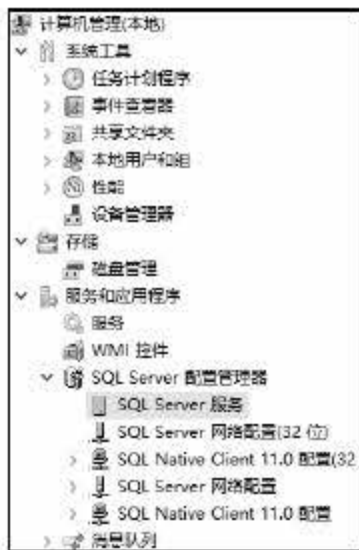 计算机管理(本地)
系统工具
任务计划程序
事件查看器
共享文件夹
本地用户和组
性能
设备管理器
存储
磁盘管理
服务和应用程序
服务
WMI 控件
SQL Server 配置管理器
SQL Server 服务
SQL Server 网络配置(32 位)
SQL Native Client 11.0 配置(32
SQL Server 网络配置
SQL Native Client 11.0 配置
消息队列